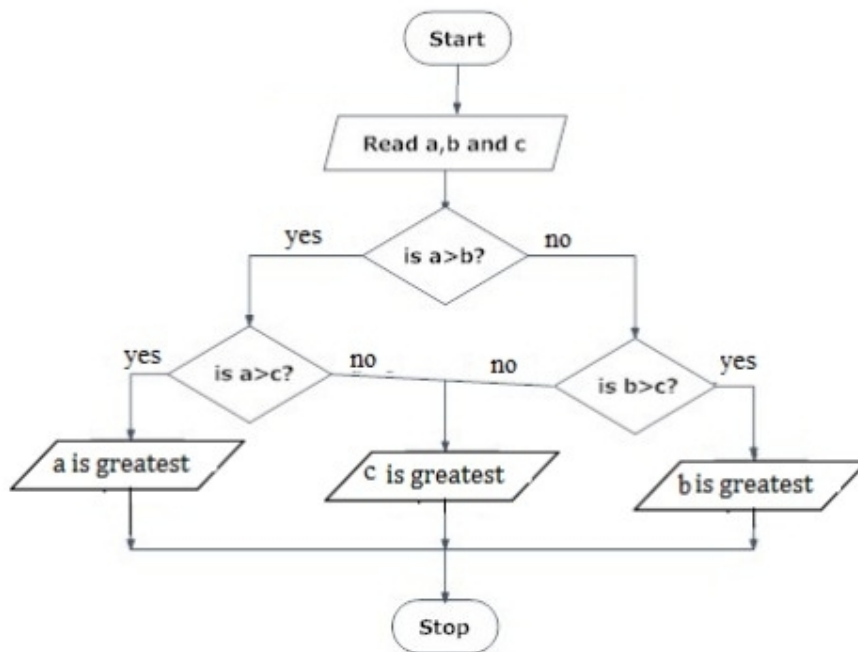 Start
Read a,b and c
is a>b?
yes
no
is a>c?
yes
no
no
is b>c?
yes
a is greatest
c is greatest
b is greatest
Stop